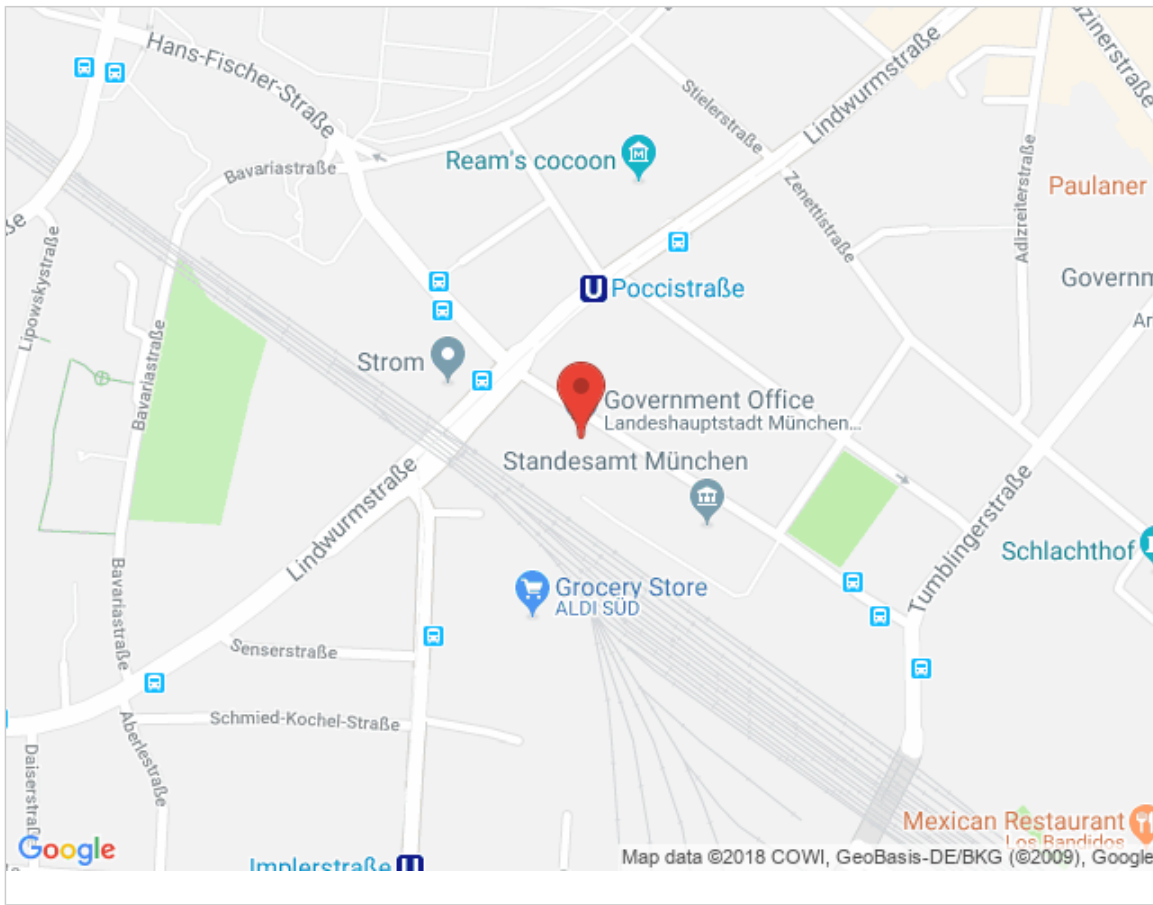 Hans-Fischer-Straße
Lindwurmstraße
Stielerstraße
Ream's cocoon
Bavariastraße
Zenettistraße
Adlzreiterstraße
Paulaner
Lipowskystraße
Poccistraße
Bavariastraße
Strom
Government Office
Landeshauptstadt München...
Standesamt München
Lindwurmstraße
Tumblingerstraße
Schlachthof
Bavariastraße
Grocery Store
ALDI SÜD
Senserstraße
Schmied-Kochel-Straße
Aberlestraße
Mexican Restaurant
Los Bandidos
Google
Implerstraße
Map data ©2018 COWI, GeoBasis-DE/BKG (©2009), Google